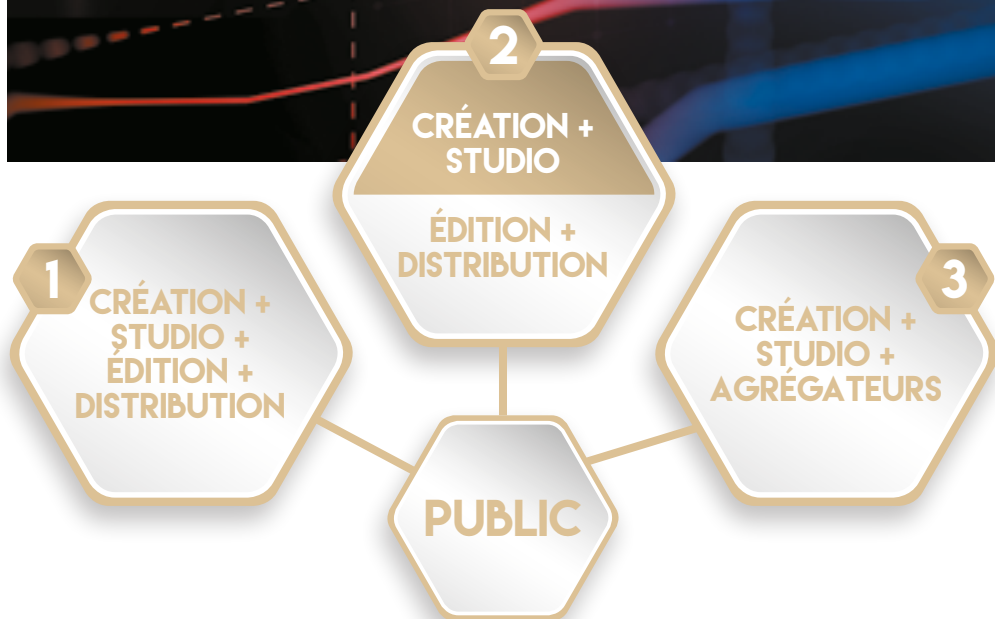 2
CRÉATION +
STUDIO
ÉDITION +
DISTRIBUTION
1
CRÉATION +
STUDIO +
ÉDITION +
DISTRIBUTION
3
CRÉATION +
STUDIO +
AGRÉGATEURS
PUBLIC